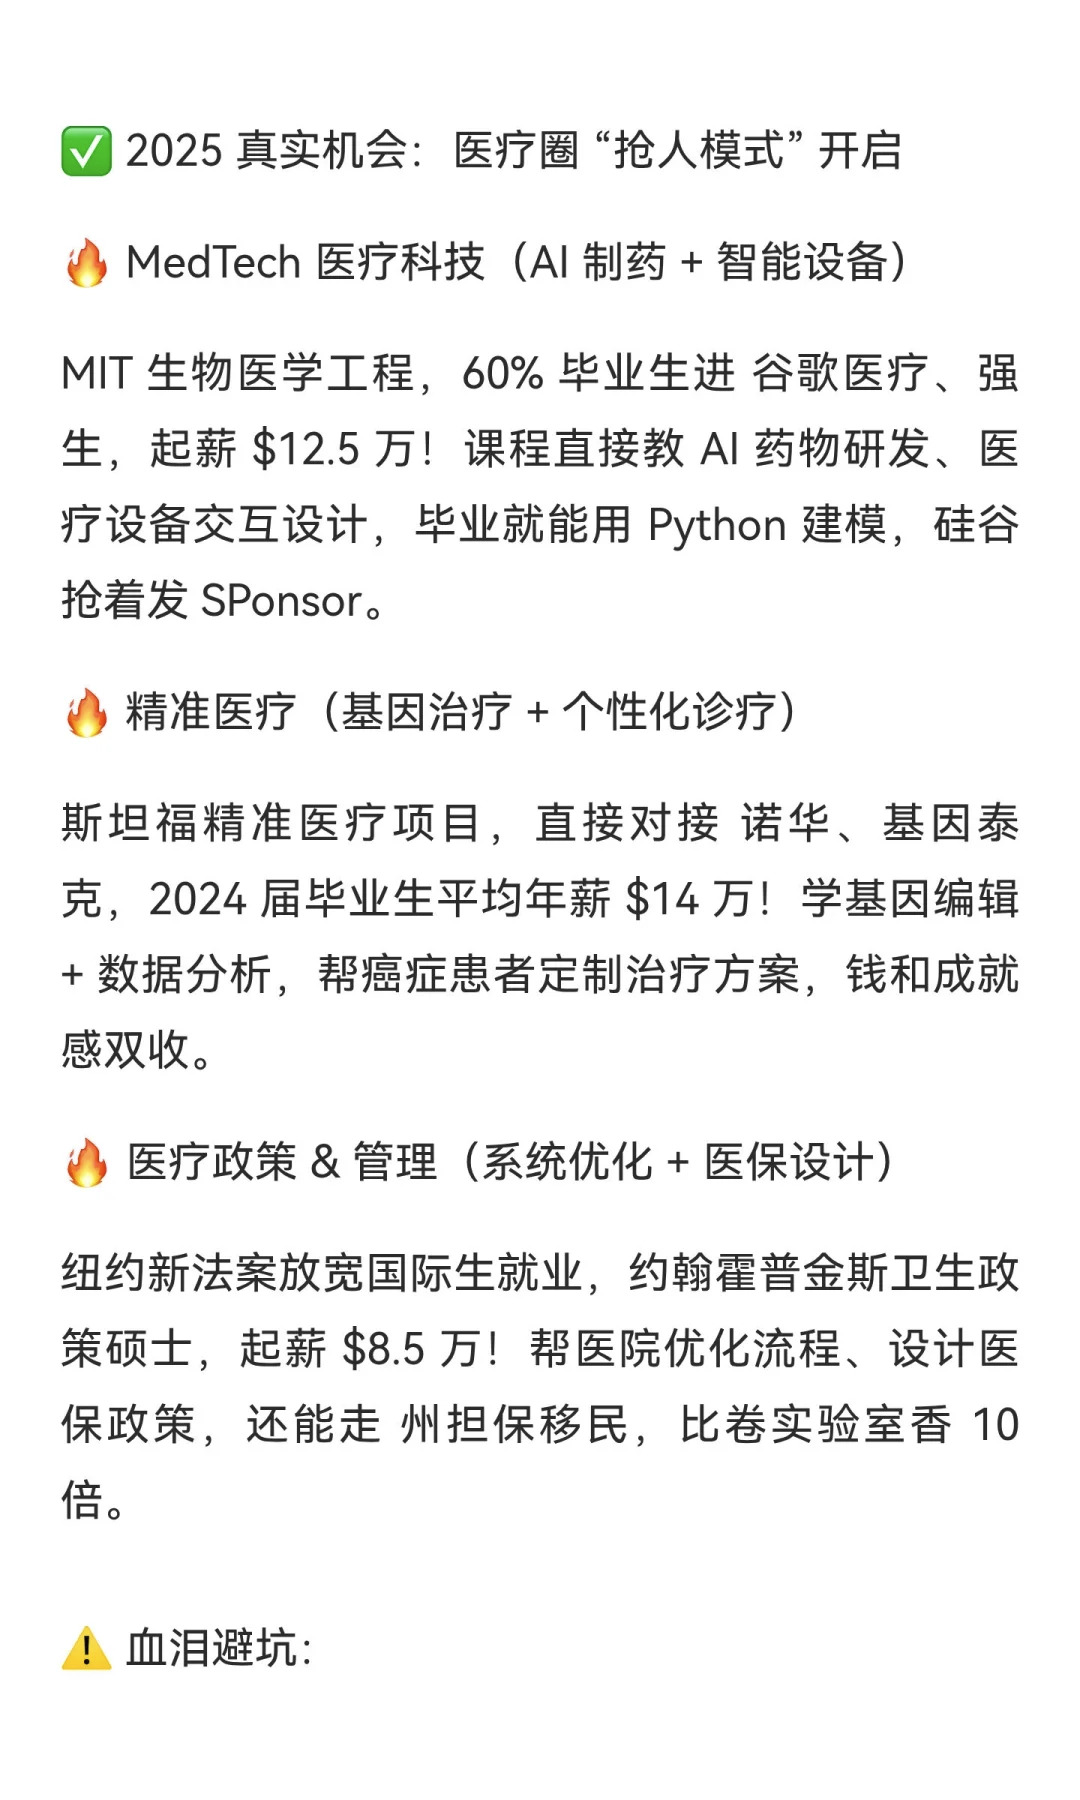 ✅ 2025 真实机会：医疗圈 “抢人模式” 开启
🔥 MedTech 医疗科技（AI 制药 + 智能设备）
MIT 生物医学工程，60% 毕业生进 谷歌医疗、强
生，起薪 $12.5 万！课程直接教 AI 药物研发、医
疗设备交互设计，毕业就能用 Python 建模，硅谷
抢着发 SPonsor。
🔥 精准医疗（基因治疗 + 个性化诊疗）
斯坦福精准医疗项目，直接对接 诺华、基因泰
克，2024 届毕业生平均年薪 $14 万！学基因编辑
+ 数据分析，帮癌症患者定制治疗方案，钱和成就
感双收。
🔥 医疗政策 & 管理（系统优化 + 医保设计）
纽约新法案放宽国际生就业，约翰霍普金斯卫生政
策硕士，起薪 $8.5 万！帮医院优化流程、设计医
保政策，还能走 州担保移民，比卷实验室香 10
倍。
⚠️ 血泪避坑：